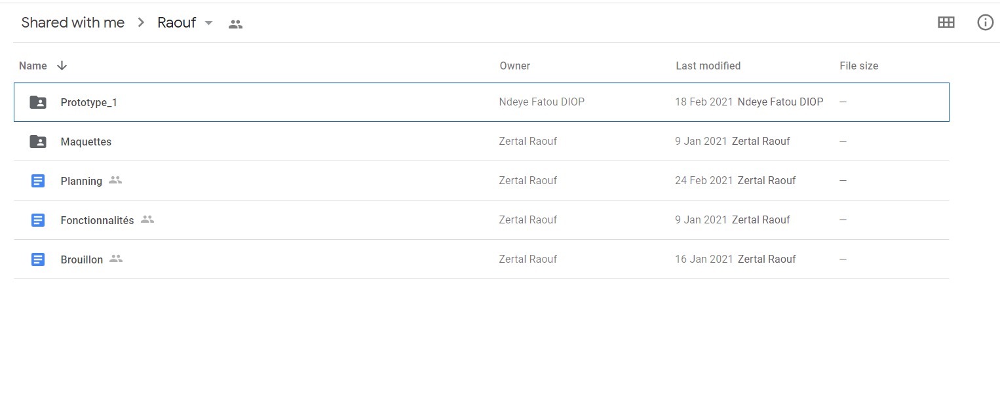 Shared with me > Raouf
Name Owner Last modified File size
Prototype_1 Ndeye Fatou DIOP 18 Feb 2021 Ndeye Fatou DIOP —
Maquettes Zertal Raouf 9 Jan 2021 Zertal Raouf —
Planning Zertal Raouf 24 Feb 2021 Zertal Raouf —
Fonctionnalités Zertal Raouf 9 Jan 2021 Zertal Raouf —
Brouillon Zertal Raouf 16 Jan 2021 Zertal Raouf —